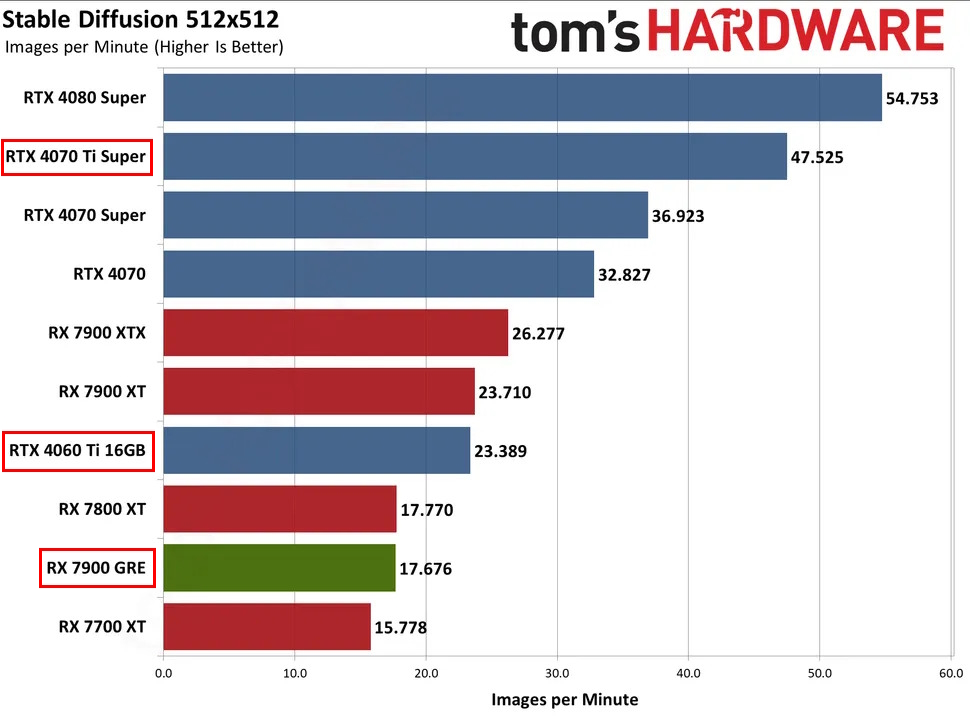 Stable Diffusion 512x512
Images per Minute (Higher Is Better)
tom's HARDWARE
RTX 4080 Super 54.753
RTX 4070 Ti Super 47.525
RTX 4070 Super 36.923
RTX 4070 32.827
RX 7900 XTX 26.277
RX 7900 XT 23.710
RTX 4060 Ti 16GB 23.389
RX 7800 XT 17.770
RX 7900 GRE 17.676
RX 7700 XT 15.778
0.0 10.0 20.0 30.0 40.0 50.0 60.0
Images per Minute